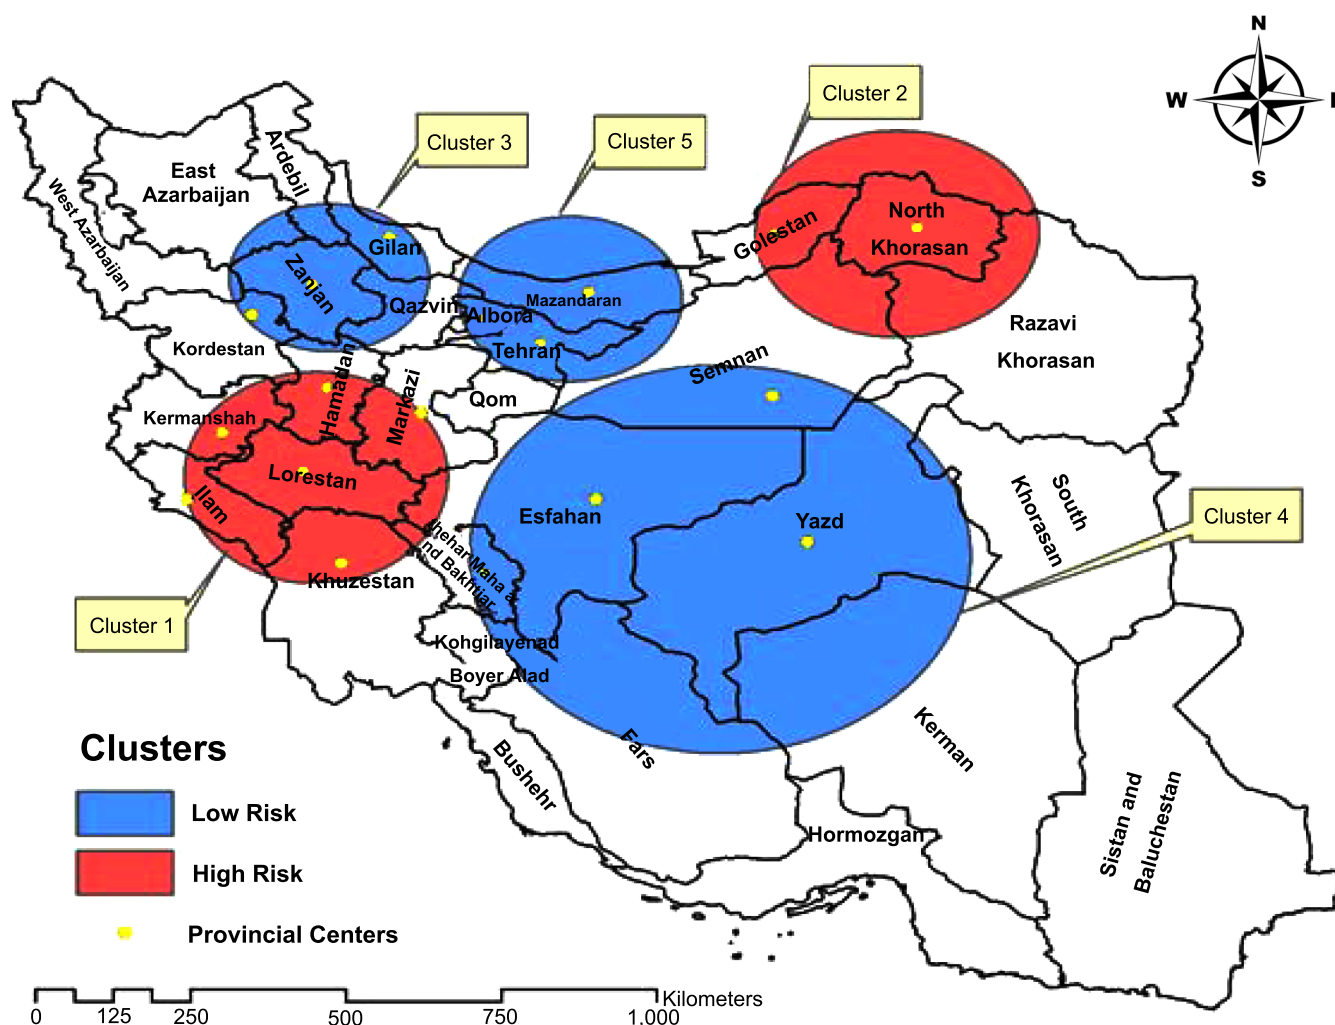 N
W
S
Cluster 2
Cluster 3
Cluster 5
East
Azarbaijan
Ardebil
West Azarbaijan
North
Khorasan
Golestan
Gilan
Zanjan
Qazvin
Albora
Mazandaran
Tehran
Razavi
Khorasan
Kordestan
Semnan
Hamadan
Markazi
Qom
Kermanshah
Lorestan
Ilam
Esfahan
Yazd
South
Khorasan
Cluster 4
Khuzestan
Maha a
nd Bakhtiar
Cluster 1
Kohgilayenad
Boyer Alad
Fars
Kerman
Bushehr
Hormozgan
Sistan and
Baluchestan
Clusters
Low Risk
High Risk
Provincial Centers
Kilometers
0 125 250 500 750 1.000